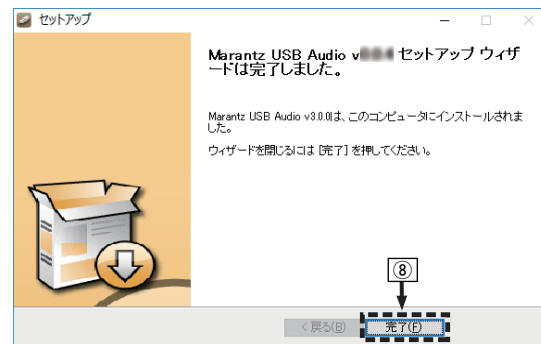 セットアップ
Marantz USB Audio v セットアップ ウィザ
ードは完了しました。
Marantz USB Audio v3.0.0は、このコンピュータにインストールされま
した。
ウィザードを閉じるには [完了] を押してください。
⑧
< 戻る(B)
完了(F)